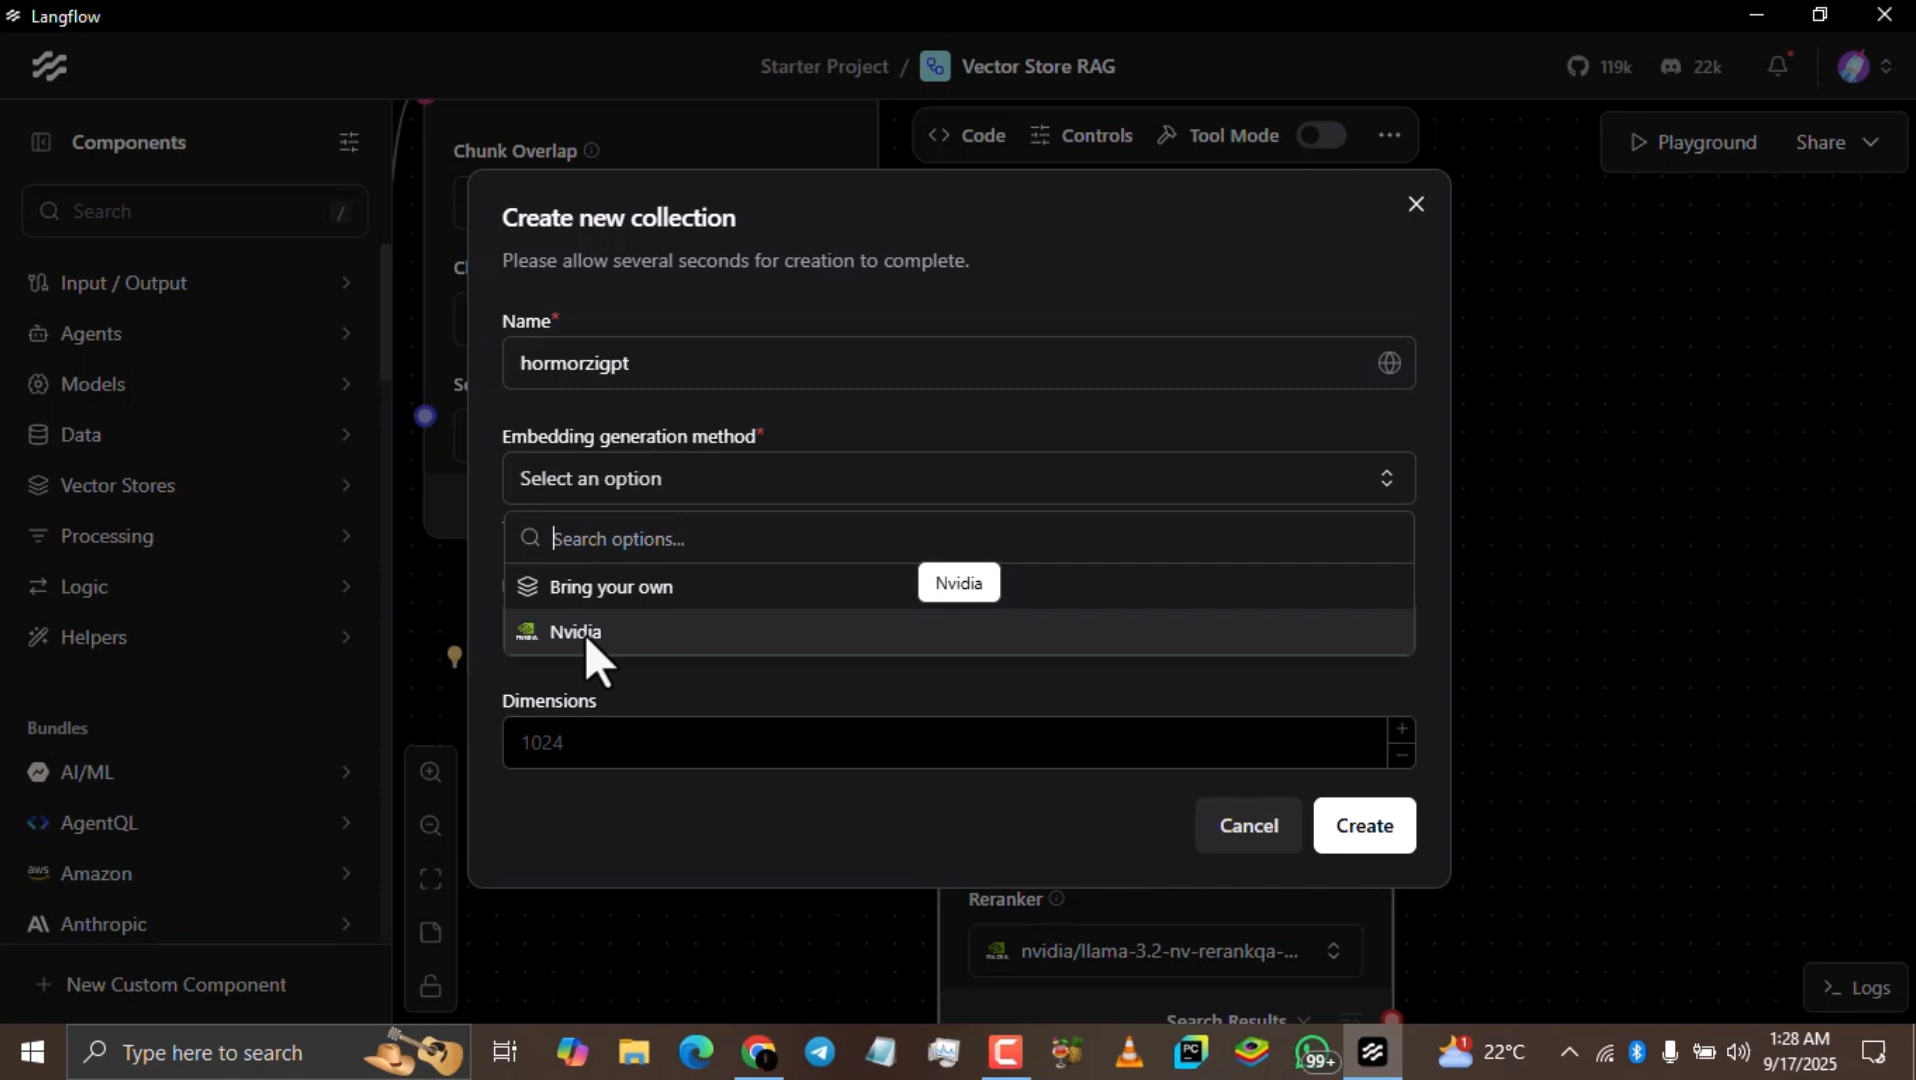 Langflow
Starter Project / Vector Store RAG
119k
22k
Components
Chunk Overlap
Code
Controls
Tool Mode
Playground
Share
Create new collection
Search
/
Please allow several seconds for creation to complete.
Input / Output
Name*
Agents
hormorzigpt
Models
Data
Embedding generation method*
Vector Stores
Select an option
Processing
Search options...
Logic
Bring your own
Nvidia
Helpers
Nvidia
Dimensions
Bundles
1024
AI/ML
AgentQL
Cancel
Create
aws
Amazon
Reranker
Anthropic
nvidia/llama-3.2-nv-rerankqa-...
New Custom Component
Logs
Search Results
Type here to search
PC
99+
1
22°C
1:28 AM
9/17/2025